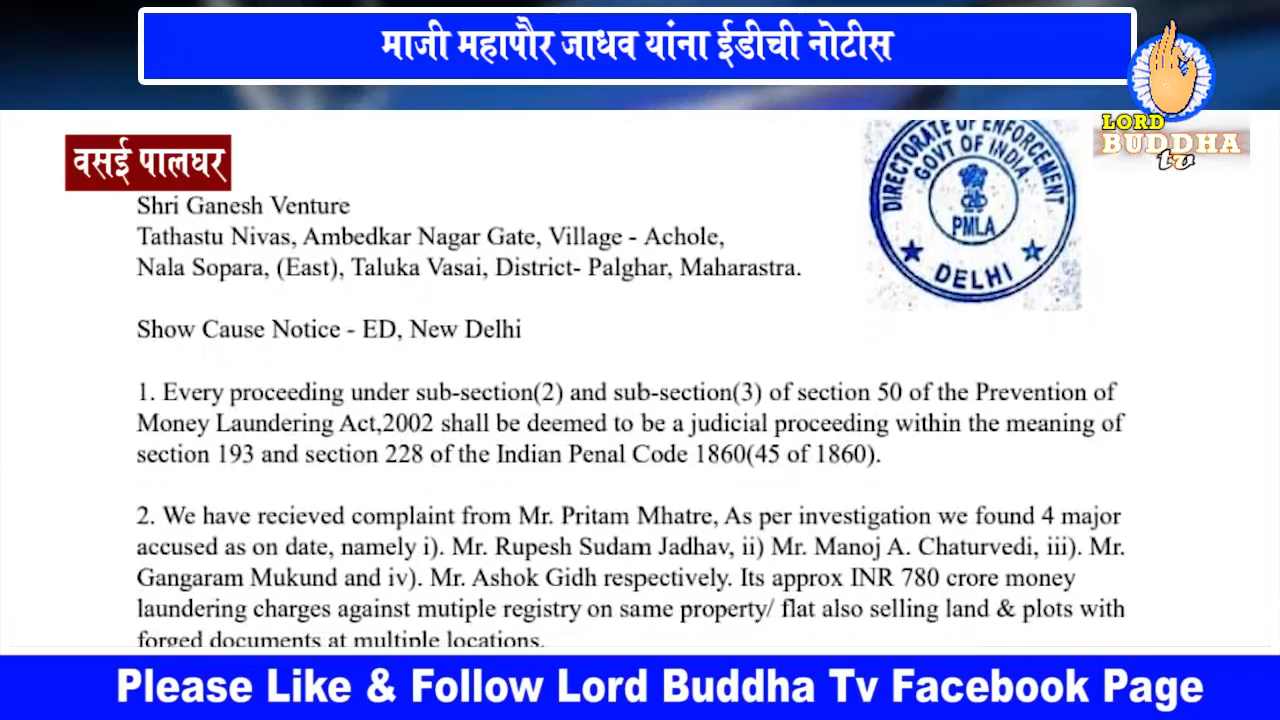 माजी महापौर जाधव यांना ईडीची नोटीस
LORD
BUDDHA
tv
वसई पालघर
DIRECTORATE OF ENFORCEMENT
GOVT OF INDIA
PMLA
DELHI
Shri Ganesh Venture
Tathastu Nivas, Ambedkar Nagar Gate, Village - Achole,
Nala Sopara, (East), Taluka Vasai, District- Palghar, Maharastra.
Show Cause Notice - ED, New Delhi
1. Every proceeding under sub-section(2) and sub-section(3) of section 50 of the Prevention of
Money Laundering Act,2002 shall be deemed to be a judicial proceeding within the meaning of
section 193 and section 228 of the Indian Penal Code 1860(45 of 1860).
2. We have recieved complaint from Mr. Pritam Mhatre, As per investigation we found 4 major
accused as on date, namely i). Mr. Rupesh Sudam Jadhav, ii) Mr. Manoj A. Chaturvedi, iii). Mr.
Gangaram Mukund and iv). Mr. Ashok Gidh respectively. Its approx INR 780 crore money
laundering charges against mutiple registry on same property/ flat also selling land & plots with
forged documents at multiple locations.
Please Like & Follow Lord Buddha Tv Facebook Page